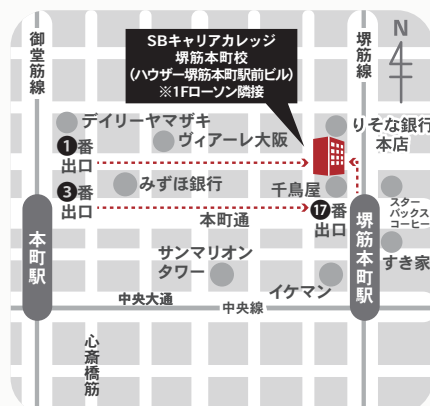 御堂筋線
SBキャリアカレッジ
堺筋本町校
(ハウザー堺筋本町駅前ビル)
※1Fローソン隣接
堺筋線
N
デイリーヤマザキ
1番
出口
ヴィアーレ大阪
りそな銀行
本店
3番
出口
みずほ銀行
千鳥屋
本町通
17番
出口
スター
バックス
コーヒー
本町駅
堺筋本町駅
サンマリオン
タワー
イケマン
すき家
中央大通
中央線
心斎橋筋